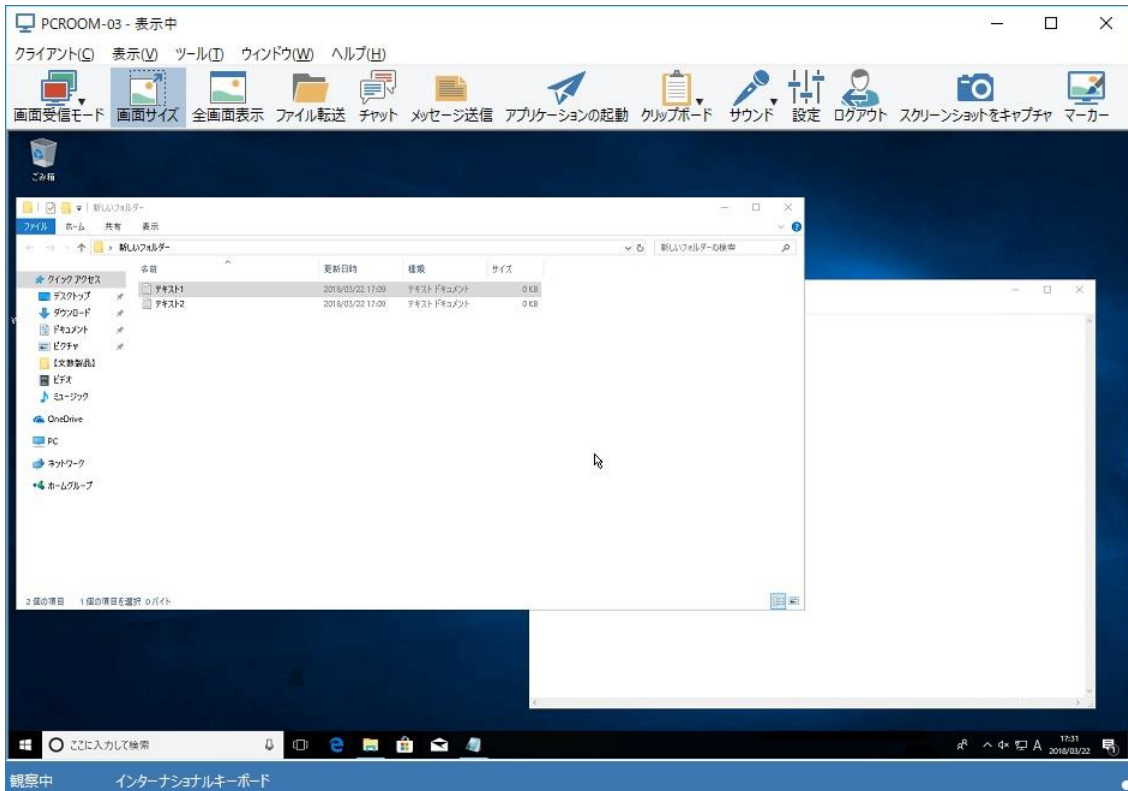 PCROOM-03 - 表示中
クライアント(C) 表示(V) ツール(T) ウィンドウ(W) ヘルプ(H)
画面受信モード 画面サイズ 全画面表示 ファイル転送 チャット メッセージ送信 アプリケーションの起動 クリップボード サウンド 設定 ログアウト スクリーンショットをキャプチャ マーカー
ごみ箱
新しいフォルダー
ファイル ホーム 共有 表示
新しいフォルダー 新しいフォルダーの検索
名前 更新日時 種類 サイズ
テキスト1 2018/03/22 17:09 テキスト ドキュメント 0 KB
テキスト2 2018/03/22 17:09 テキスト ドキュメント 0 KB
クイック アクセス
デスクトップ
ダウンロード
ドキュメント
ピクチャ
【文教製品】
ビデオ
ミュージック
OneDrive
PC
ネットワーク
ホームグループ
2 個の項目 1 個の項目を選択 0 バイト
ここに入力して検索
A 17:31
2018/03/22
観察中 インターナショナルキーボード